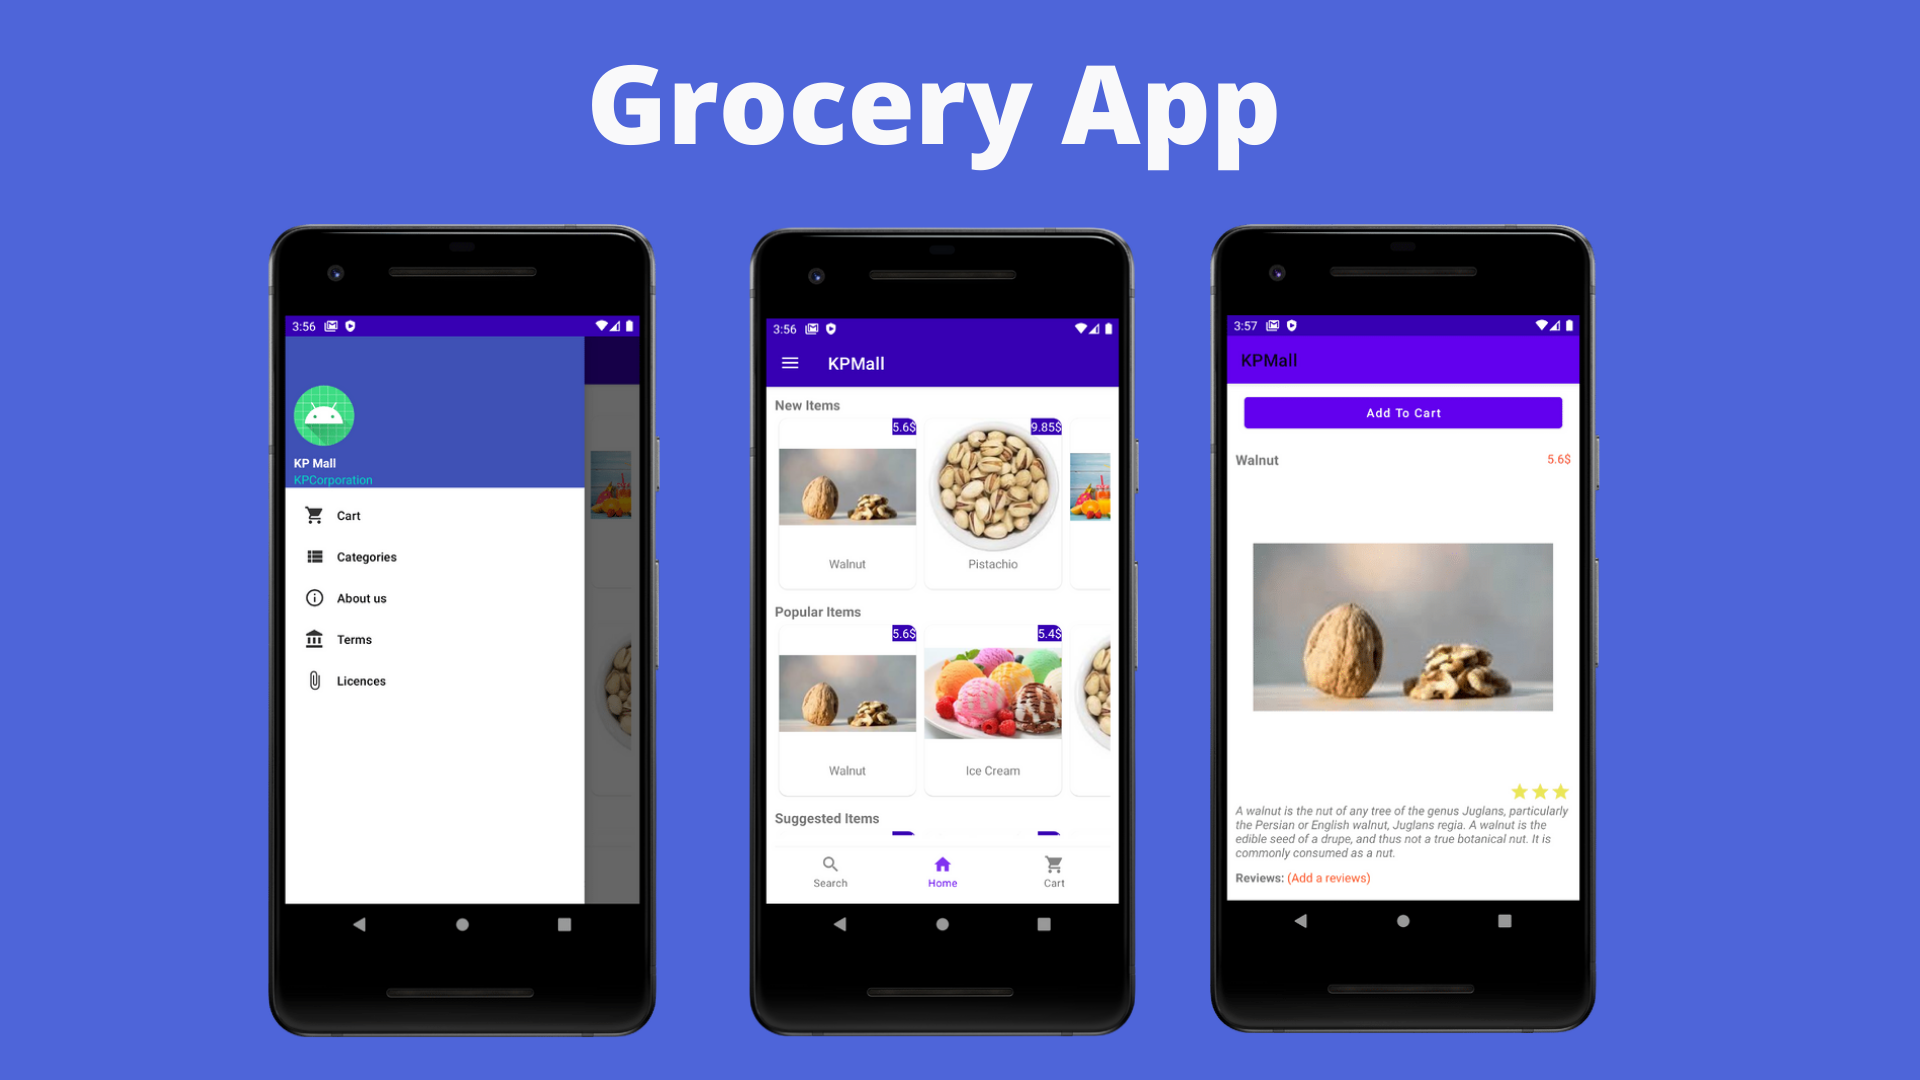 Grocery App
3:56
KP Mall
KPCorporation
Cart
Categories
About us
Terms
Licences
3:56
KPMall
New Items
5.6$
9.85$
Walnut
Pistachio
Popular Items
5.6$
5.4$
Walnut
Ice Cream
Suggested Items
Search
Home
Cart
3:57
KPMall
Add To Cart
Walnut
5.6$
A walnut is the nut of any tree of the genus Juglans, particularly
the Persian or English walnut, Juglans regia. A walnut is the
edible seed of a drupe, and thus not a true botanical nut. It is
commonly consumed as a nut.
Reviews: (Add a reviews)